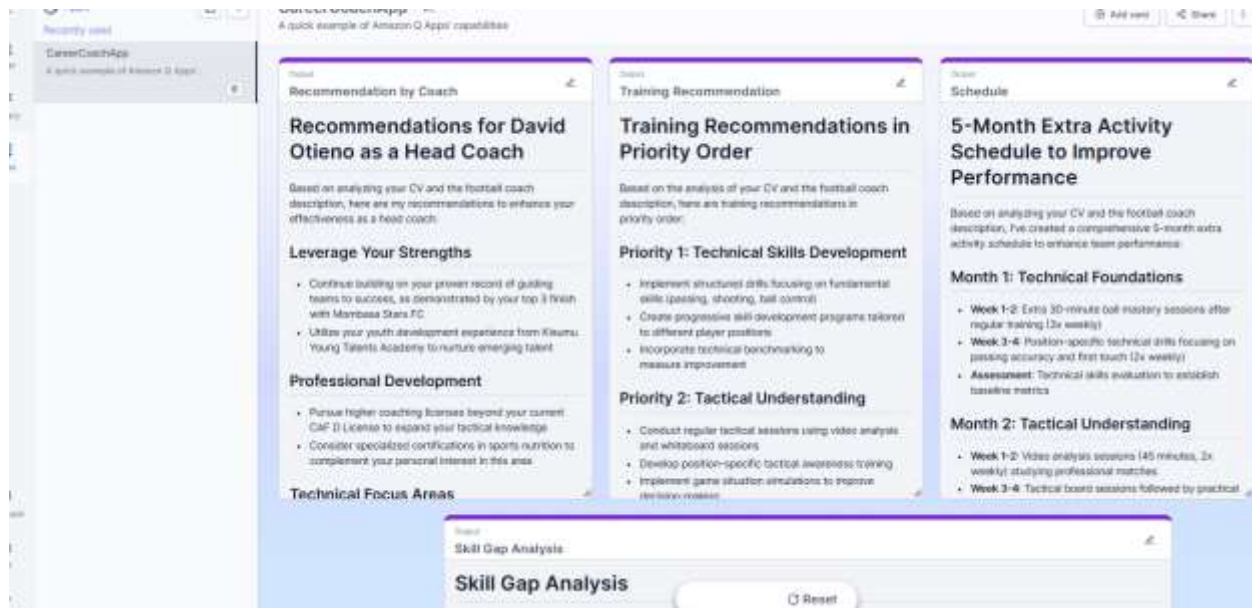 Recently used
CareerCoachApp
A quick example of Amazon Q Apps'
CareerCoachApp
A quick example of Amazon Q Apps' capabilities
Add card
Share
Output
Recommendation by Coach
Recommendations for David
Otieno as a Head Coach
Based on analyzing your CV and the football coach
description, here are my recommendations to enhance your
effectiveness as a head coach:
Leverage Your Strengths
• Continue building on your proven record of guiding
teams to success, as demonstrated by your top 3 finish
with Mombasa Stars FC
• Utilize your youth development experience from Kisumu
Young Talents Academy to nurture emerging talent
Professional Development
• Pursue higher coaching licenses beyond your current
CAF D License to expand your tactical knowledge
• Consider specialized certifications in sports nutrition to
complement your personal interest in this area
Technical Focus Areas
Output
Training Recommendation
Training Recommendations in
Priority Order
Based on the analysis of your CV and the football coach
description, here are training recommendations in
priority order:
Priority 1: Technical Skills Development
• Implement structured drills focusing on fundamental
skills (passing, shooting, ball control)
• Create progressive skill development programs tailored
to different player positions
• Incorporate technical benchmarking to
measure improvement
Priority 2: Tactical Understanding
• Conduct regular tactical sessions using video analysis
and whiteboard sessions
• Develop position-specific tactical awareness training
• Implement game situation simulations to improve
decision making
Output
Schedule
5-Month Extra Activity
Schedule to Improve
Performance
Based on analyzing your CV and the football coach
description, I've created a comprehensive 5-month extra
activity schedule to enhance team performance:
Month 1: Technical Foundations
• Week 1-2: Extra 30-minute ball mastery sessions after
regular training (3x weekly)
• Week 3-4: Position-specific technical drills focusing on
passing accuracy and first touch (2x weekly)
• Assessment: Technical skills evaluation to establish
baseline metrics
Month 2: Tactical Understanding
• Week 1-2: Video analysis sessions (45 minutes, 2x
weekly) studying professional matches
• Week 3-4: Tactical board sessions followed by practical
Output
Skill Gap Analysis
Skill Gap Analysis
Reset